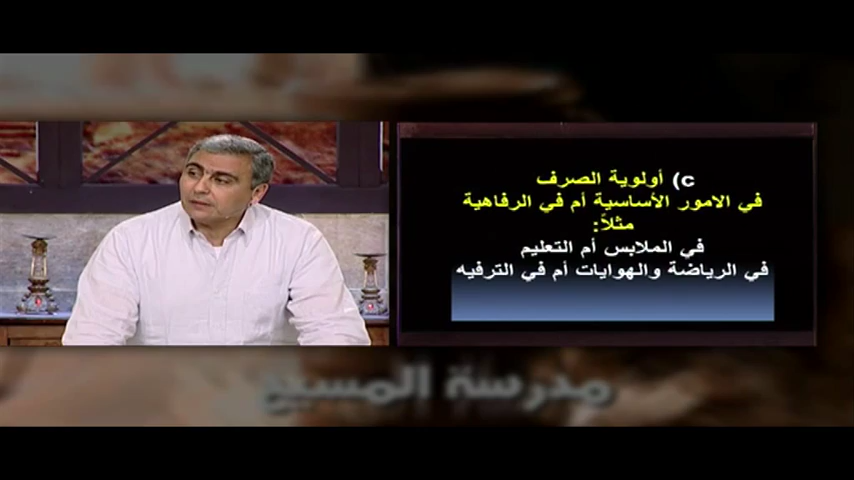 c) أولوية الصرف
في الامور الأساسية أم في الرفاهية
مثلاً:
في الملابس أم التعليم
في الرياضة والهوايات أم في الترفيه
مدرسة المسيح